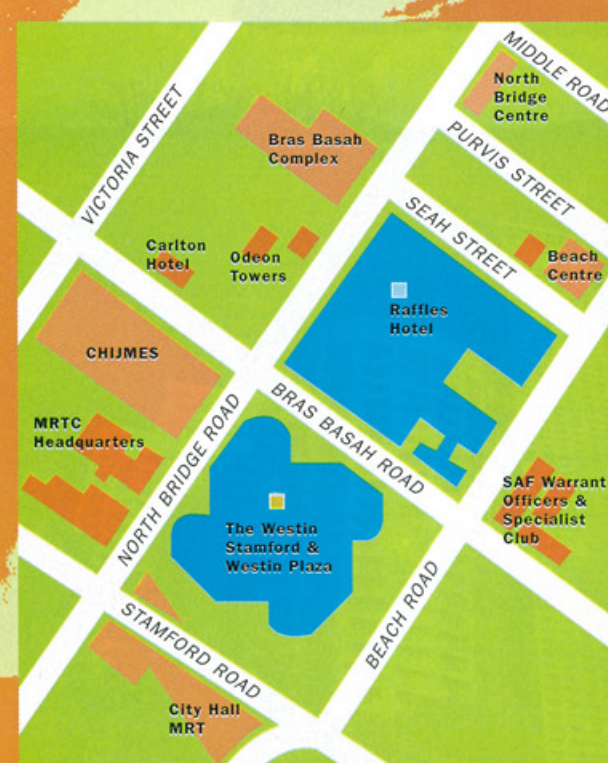 MIDDLE ROAD
North
Bridge
Centre
VICTORIA STREET
PURVIS STREET
Bras Basah
Complex
SEAH STREET
Carlton
Hotel
Odeon
Towers
Beach
Centre
Raffles
Hotel
CHIJMES
BRAS BASAH ROAD
MRTC
Headquarters
NORTH BRIDGE ROAD
SAF Warrant
Officers &
Specialist
Club
The Westin
Stamford &
Westin Plaza
BEACH ROAD
STAMFORD ROAD
City Hall
MRT